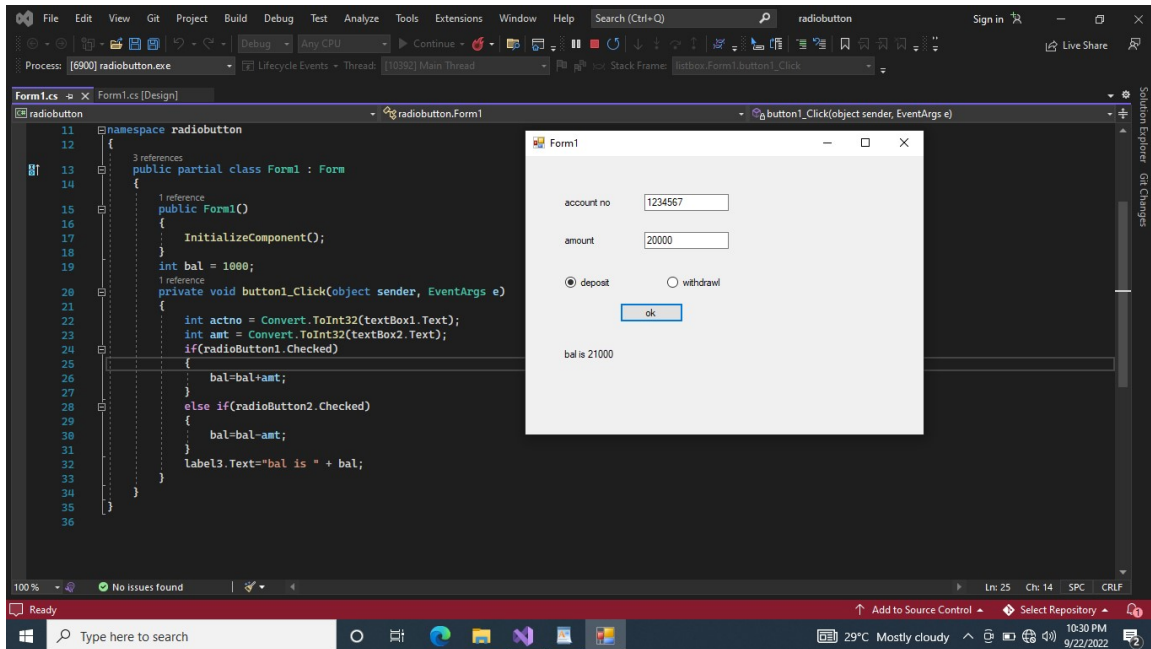 File Edit View Git Project Build Debug Test Analyze Tools Extensions Window Help Search (Ctrl+Q) radiobutton Sign in
Debug Any CPU Continue Live Share
Process: [6900] radiobutton.exe Lifecycle Events Thread: [10392] Main Thread Stack Frame: listbox.Form1.button1_Click
Form1.cs Form1.cs [Design]
radiobutton radiobutton.Form1 button1_Click(object sender, EventArgs e)
11 namespace radiobutton
12 {
3 references
13 public partial class Form1 : Form
14 {
1 reference
15 public Form1()
16 {
17 InitializeComponent();
18 }
19 int bal = 1000;
1 reference
20 private void button1_Click(object sender, EventArgs e)
21 {
22 int actno = Convert.ToInt32(textBox1.Text);
23 int amt = Convert.ToInt32(textBox2.Text);
24 if(radioButton1.Checked)
25 {
26 bal=bal+amt;
27 }
28 else if(radioButton2.Checked)
29 {
30 bal=bal-amt;
31 }
32 label3.Text="bal is " + bal;
33 }
34 }
35 }
36
Form1
account no 1234567
amount 20000
deposit withdrawl
ok
bal is 21000
Solution Explorer
Git Changes
100 % No issues found Ln: 25 Ch: 14 SPC CRLF
Ready Add to Source Control Select Repository 1
Type here to search 29°C Mostly cloudy 10:30 PM
9/22/2022 2